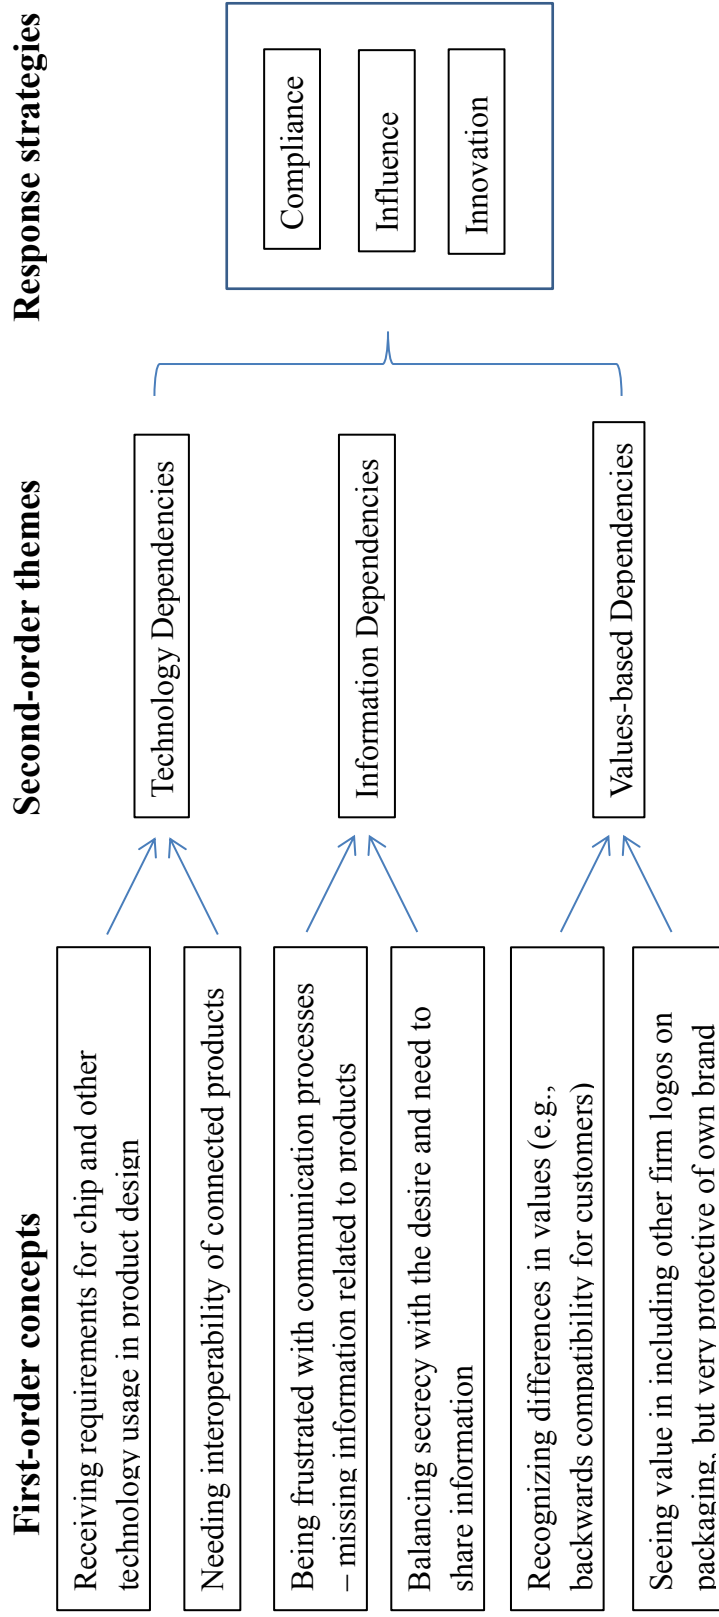 First-order concepts
Receiving requirements for chip and other
technology usage in product design
Needing interoperability of connected products
Being frustrated with communication processes
– missing information related to products
Balancing secrecy with the desire and need to
share information
Recognizing differences in values (e.g.,
backwards compatibility for customers)
Seeing value in including other firm logos on
packaging, but very protective of own brand
Second-order themes
Technology Dependencies
Information Dependencies
Values-based Dependencies
Response strategies
Compliance
Influence
Innovation